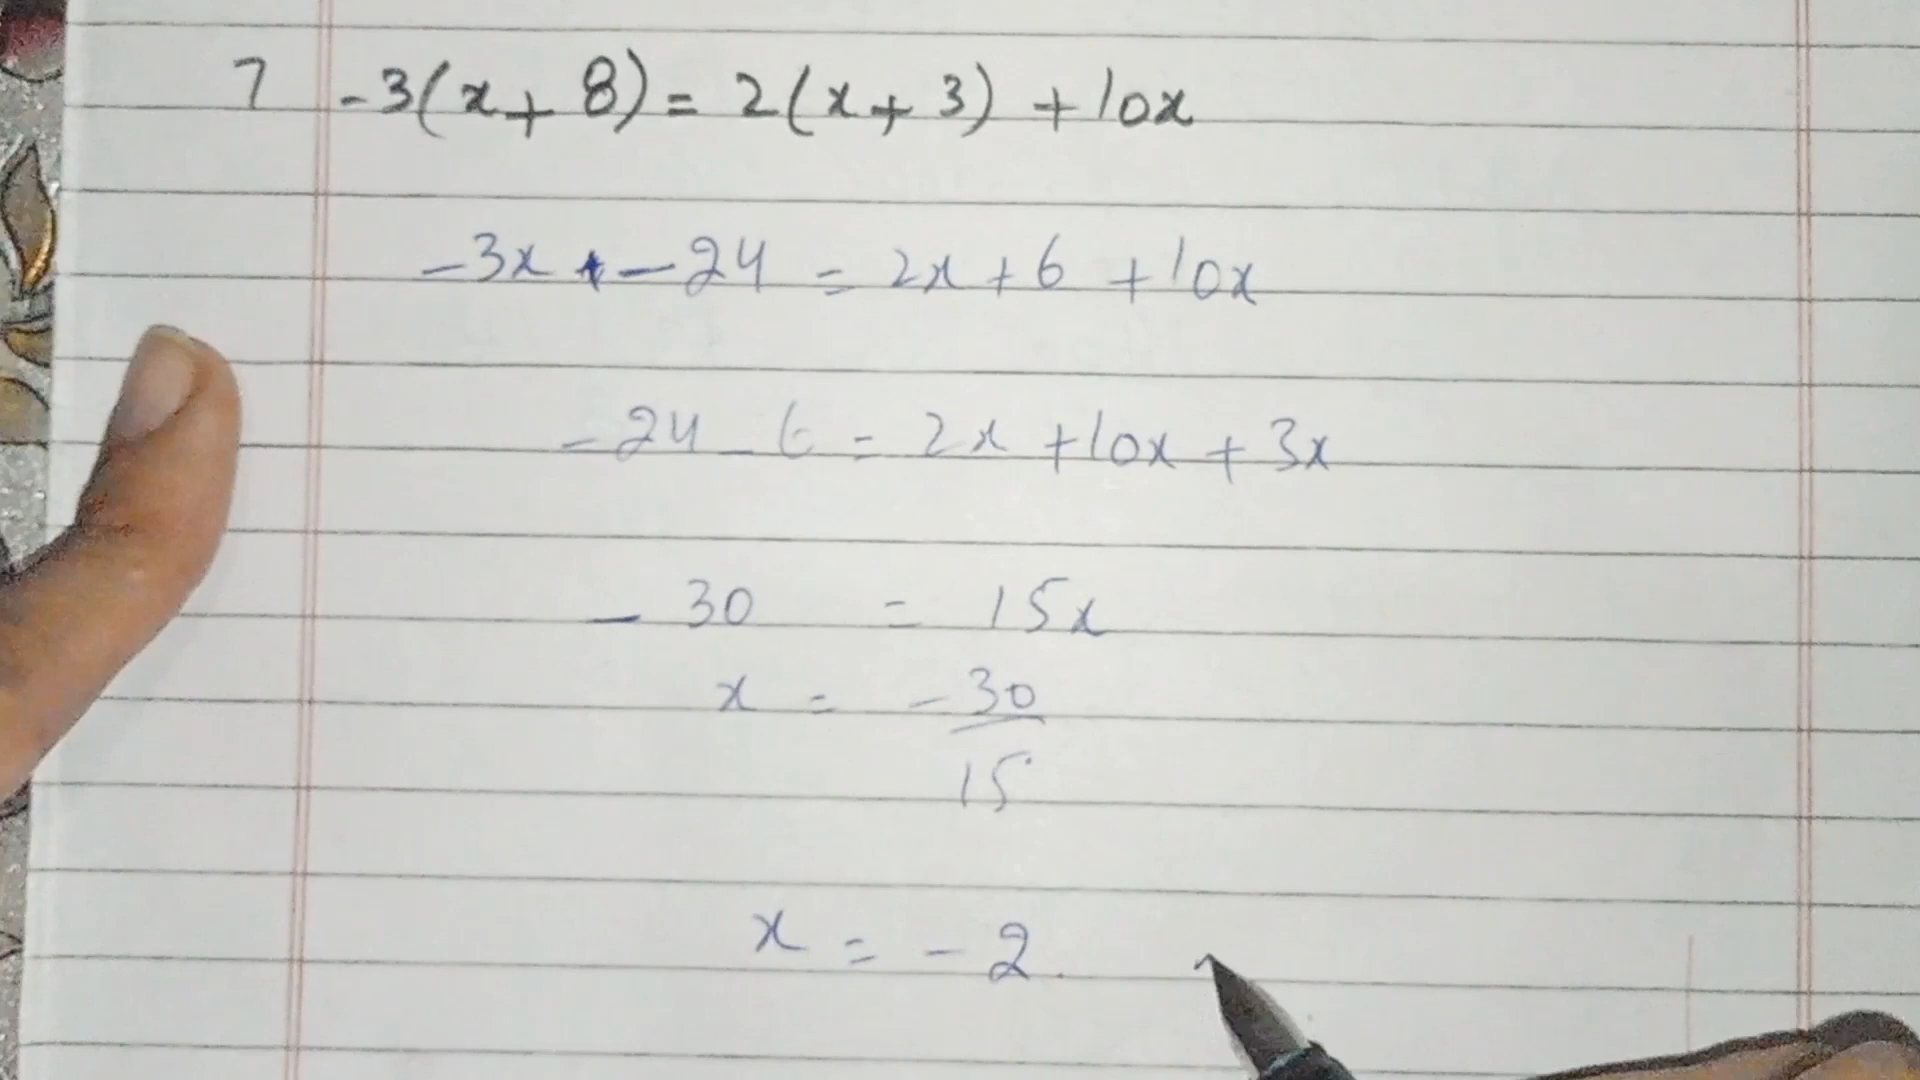 7 -3(x+8)=2(x+3)+10x
-3x -24 = 2x+6+10x
-24-6=2x+10x+3x
-30 = 15x
x = -30
15
x = -2.